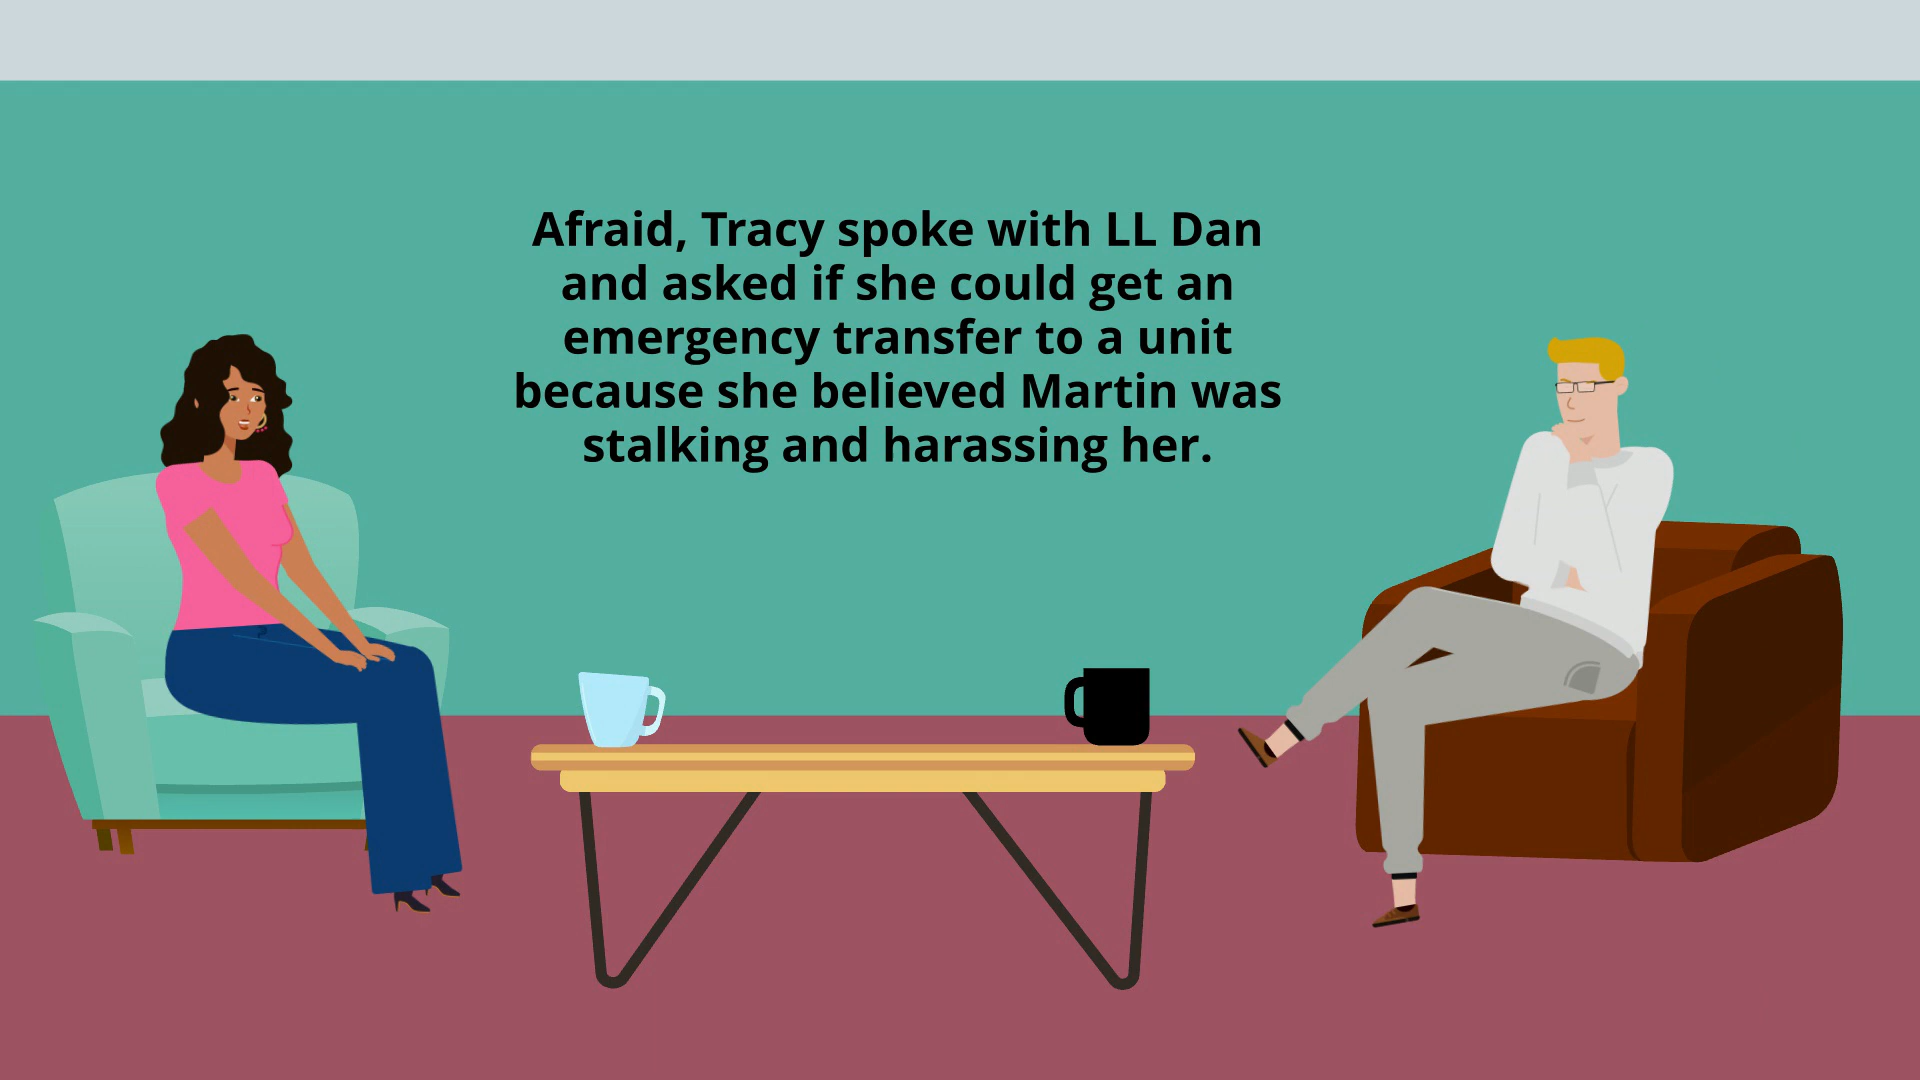 Afraid, Tracy spoke with LL Dan
and asked if she could get an
emergency transfer to a unit
because she believed Martin was
stalking and harassing her.